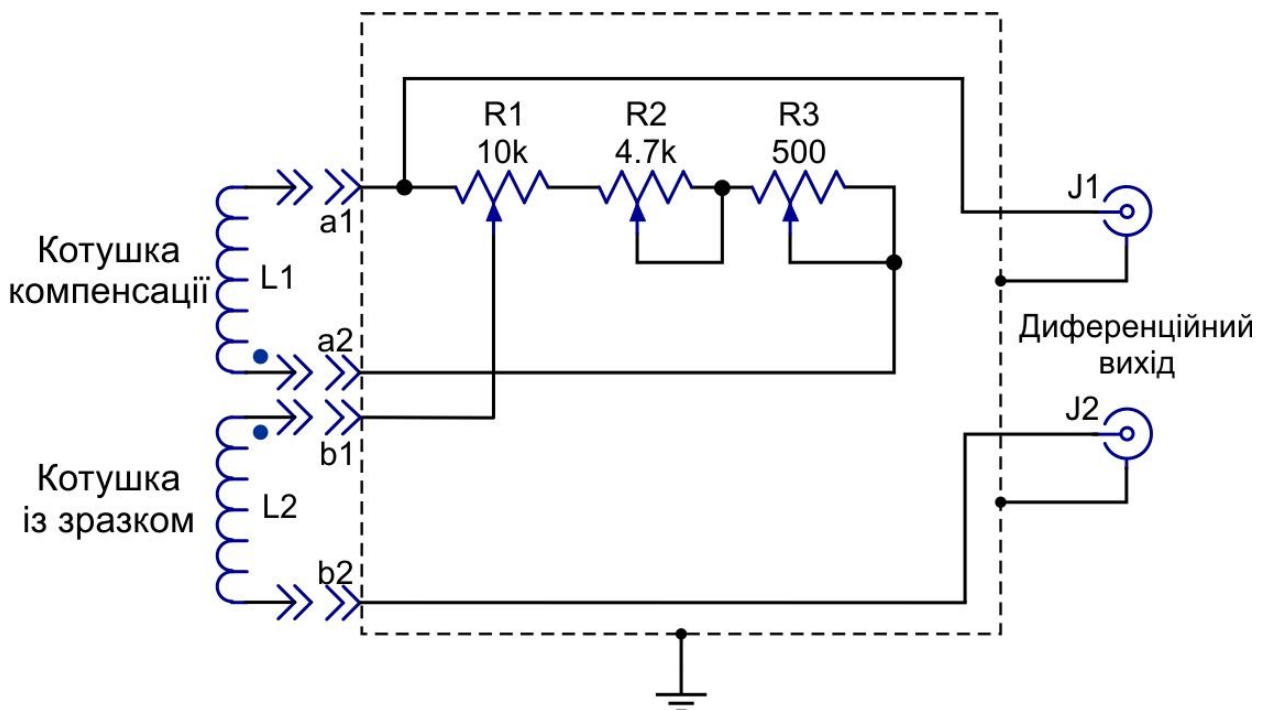 R1
10k
R2
4.7k
R3
500
a1
J1
Котушка
компенсації
L1
a2
Диференційний
вихід
b1
J2
Котушка
із зразком
L2
b2